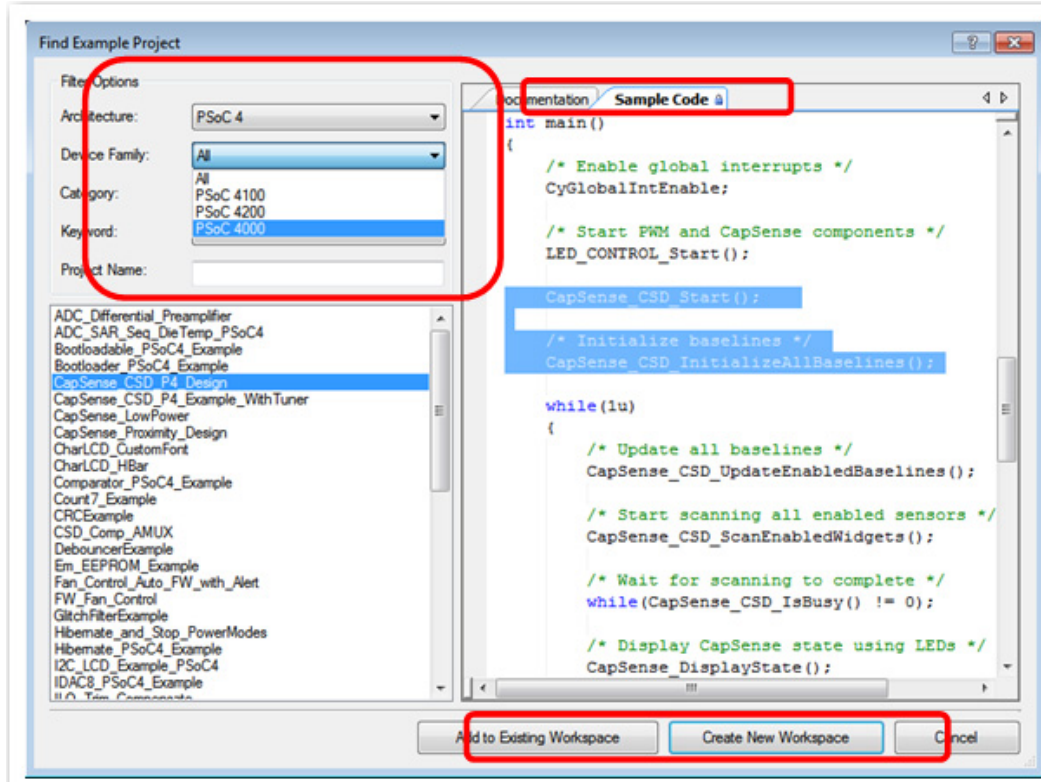 Find Example Project
Filter Options
Architecture: PSoC 4
Device Family: All
All
Category: PSoC 4100
PSoC 4200
Keyword: PSoC 4000
Project Name:
ADC_Differential_Preamplifier
ADC_SAR_Seq_DieTemp_PSoC4
Bootloadable_PSoC4_Example
Bootloader_PSoC4_Example
CapSense_CSD_P4_Design
CapSense_CSD_P4_Example_WithTuner
CapSense_LowPower
CapSense_Proximity_Design
CharLCD_CustomFont
CharLCD_HBar
Comparator_PSoC4_Example
Count7_Example
CRCExample
CSD_Comp_AMUX
DebouncerExample
Em_EEPROM_Example
Fan_Control_Auto_FW_with_Alert
FW_Fan_Control
GlitchFilterExample
Hibernate_and_Stop_PowerModes
Hibernate_PSoC4_Example
I2C_LCD_Example_PSoC4
IDAC8_PSoC4_Example
ILO_Trim_Compensate
Documentation Sample Code
int main()
{
/* Enable global interrupts */
CyGlobalIntEnable;
/* Start PWM and CapSense components */
LED_CONTROL_Start();
CapSense_CSD_Start();
/* Initialize baselines */
CapSense_CSD_InitializeAllBaselines();
while(1u)
{
/* Update all baselines */
CapSense_CSD_UpdateEnabledBaselines();
/* Start scanning all enabled sensors */
CapSense_CSD_ScanEnabledWidgets();
/* Wait for scanning to complete */
while(CapSense_CSD_IsBusy() != 0);
/* Display CapSense state using LEDs */
CapSense_DisplayState();
Add to Existing Workspace Create New Workspace Cancel